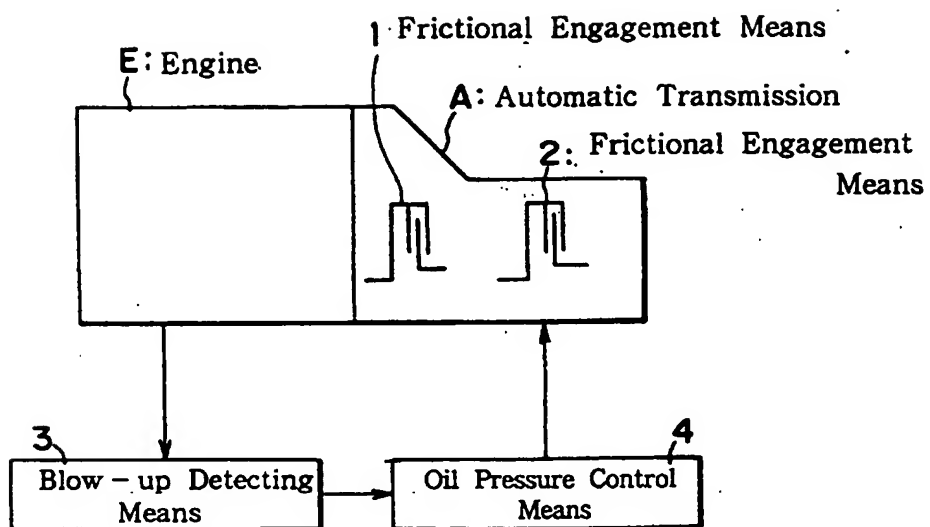 1 Frictional Engagement Means
E: Engine
A: Automatic Transmission
2: Frictional Engagement
Means
3
Blow-up Detecting
Means
4
Oil Pressure Control
Means